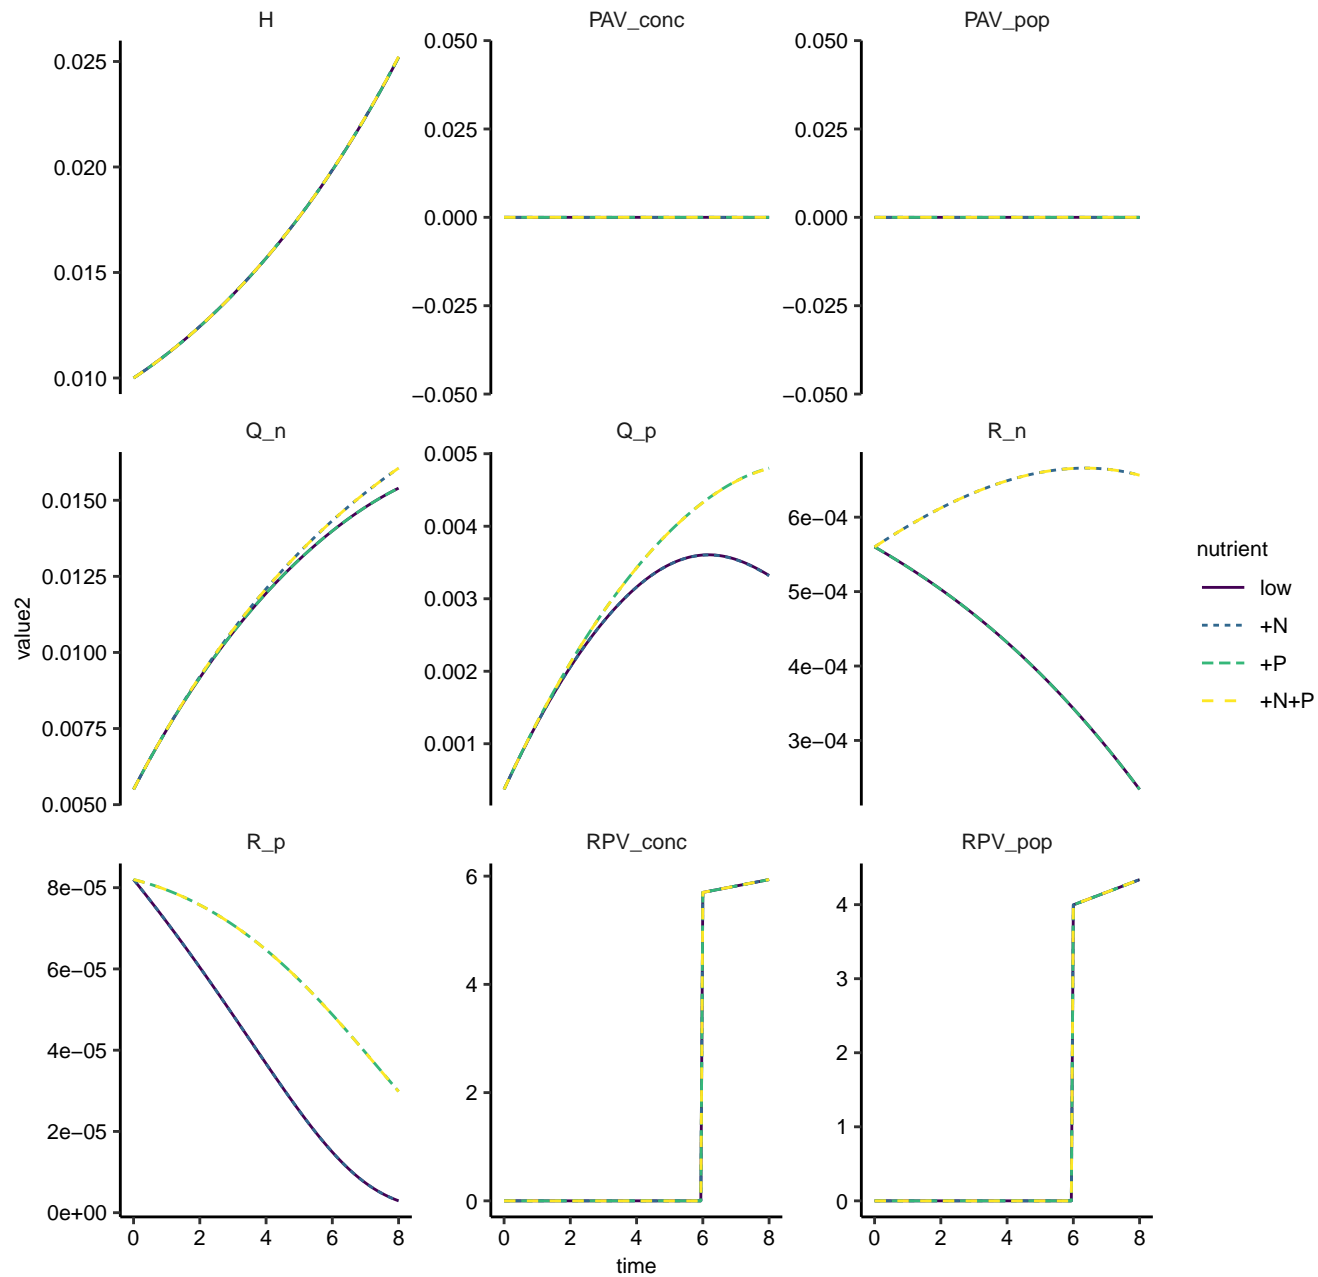 H
PAV_conc
PAV_pop
0.025
0.020
0.015
0.010
0.050
0.025
0.000
−0.025
−0.050
0.050
0.025
0.000
−0.025
−0.050
Q_n
Q_p
R_n
value2
0.0150
0.0125
0.0100
0.0075
0.0050
0.005
0.004
0.003
0.002
0.001
6e−04
5e−04
4e−04
3e−04
nutrient
low
+N
+P
+N+P
R_p
RPV_conc
RPV_pop
8e−05
6e−05
4e−05
2e−05
0e+00
6
4
2
0
4
3
2
1
0
0 2 4 6 8
0 2 4 6 8
0 2 4 6 8
time